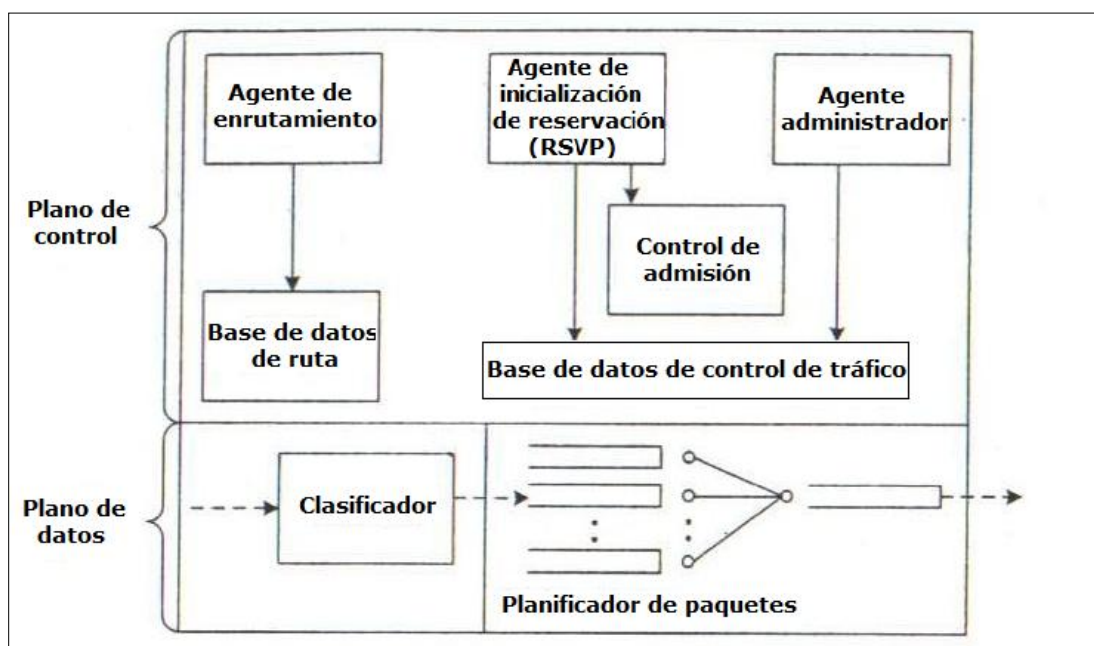 Agente de
enrutamiento
Agente de
inicialización
de reservación
(RSVP)
Agente
administrador
Plano de
control
Control de
admisión
Base de datos
de ruta
Base de datos de control de tráfico
Clasificador
Plano de
datos
Planificador de paquetes